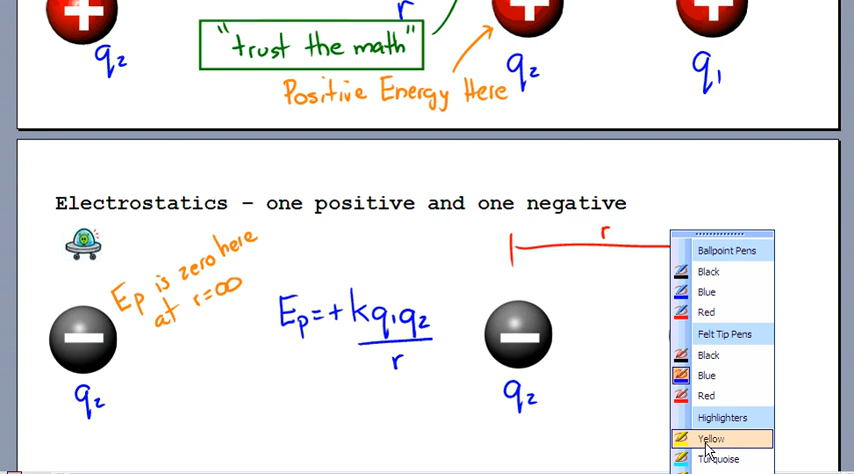 r
+
+
+
"trust the math"
q2
q2
q1
Positive Energy Here
Electrostatics – one positive and one negative
r
Ep is zero here
at r=∞
Ep=+kq1q2
r
−
−
q2
q2
Ballpoint Pens
Black
Blue
Red
Felt Tip Pens
Black
Blue
Red
Highlighters
Yellow
Turquoise